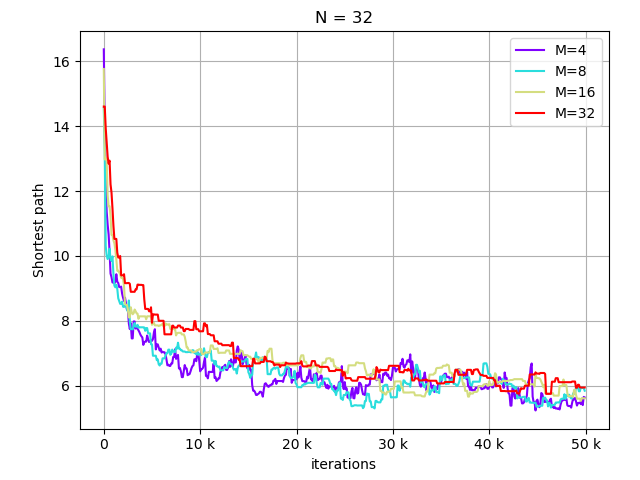 N = 32
M=4
M=8
M=16
M=32
Shortest path
16
14
12
10
8
6
0
10 k
20 k
30 k
40 k
50 k
iterations